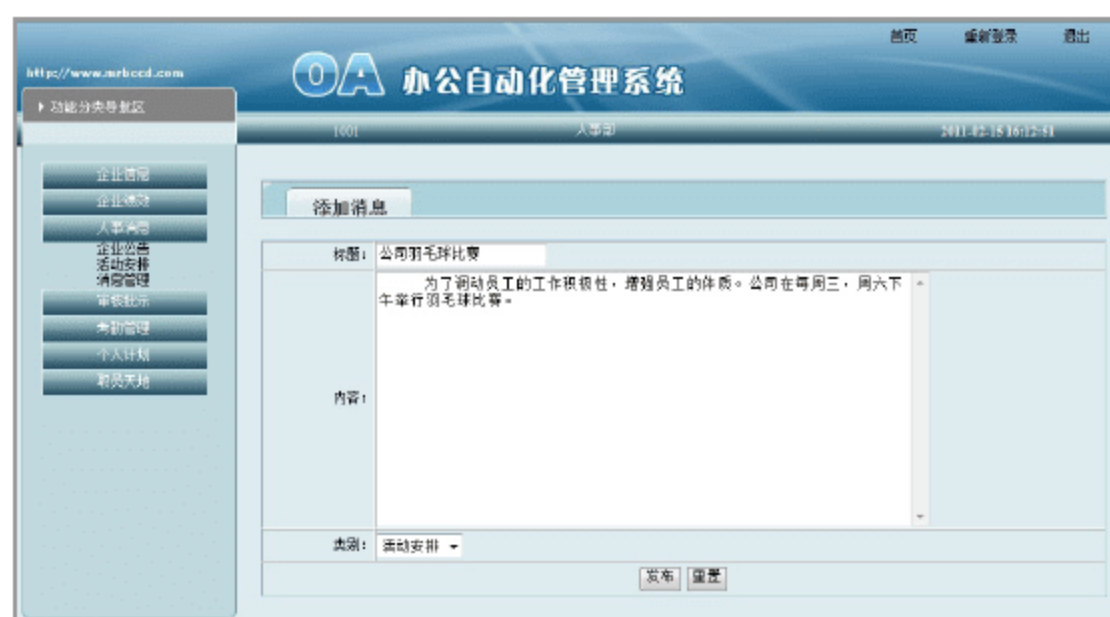 首页 重新登录 退出
http://www.mrbccd.com
OA 办公自动化管理系统
功能分类导航区
1001 人事部 2011-02-15 16:12:51
企业信息
企业绩效
人事消息
企业公告
活动安排
消息管理
审核批示
考勤管理
个人计划
职员天地
添加消息
标题: 公司羽毛球比赛
为了调动员工的工作积极性，增强员工的体质。公司在每周三，周六下
午举行羽毛球比赛。
内容:
类别: 活动安排
发布 重置